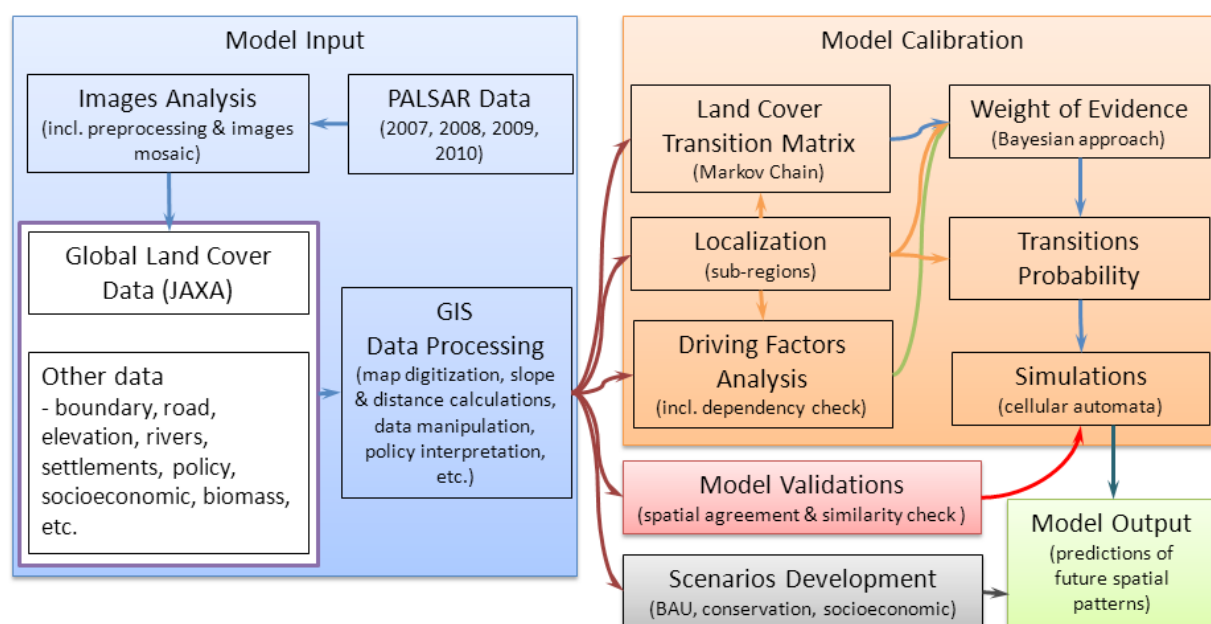 Model Input
Images Analysis
(incl. preprocessing & images
mosaic)
PALSAR Data
(2007, 2008, 2009,
2010)
Global Land Cover
Data (JAXA)
Other data
- boundary, road,
elevation, rivers,
settlements, policy,
socioeconomic, biomass,
etc.
GIS
Data Processing
(map digitization, slope
& distance calculations,
data manipulation,
policy interpretation,
etc.)
Model Calibration
Land Cover
Transition Matrix
(Markov Chain)
Weight of Evidence
(Bayesian approach)
Localization
(sub-regions)
Transitions
Probability
Driving Factors
Analysis
(incl. dependency check)
Simulations
(cellular automata)
Model Validations
(spatial agreement & similarity check )
Scenarios Development
(BAU, conservation, socioeconomic)
Model Output
(predictions of
future spatial
patterns)